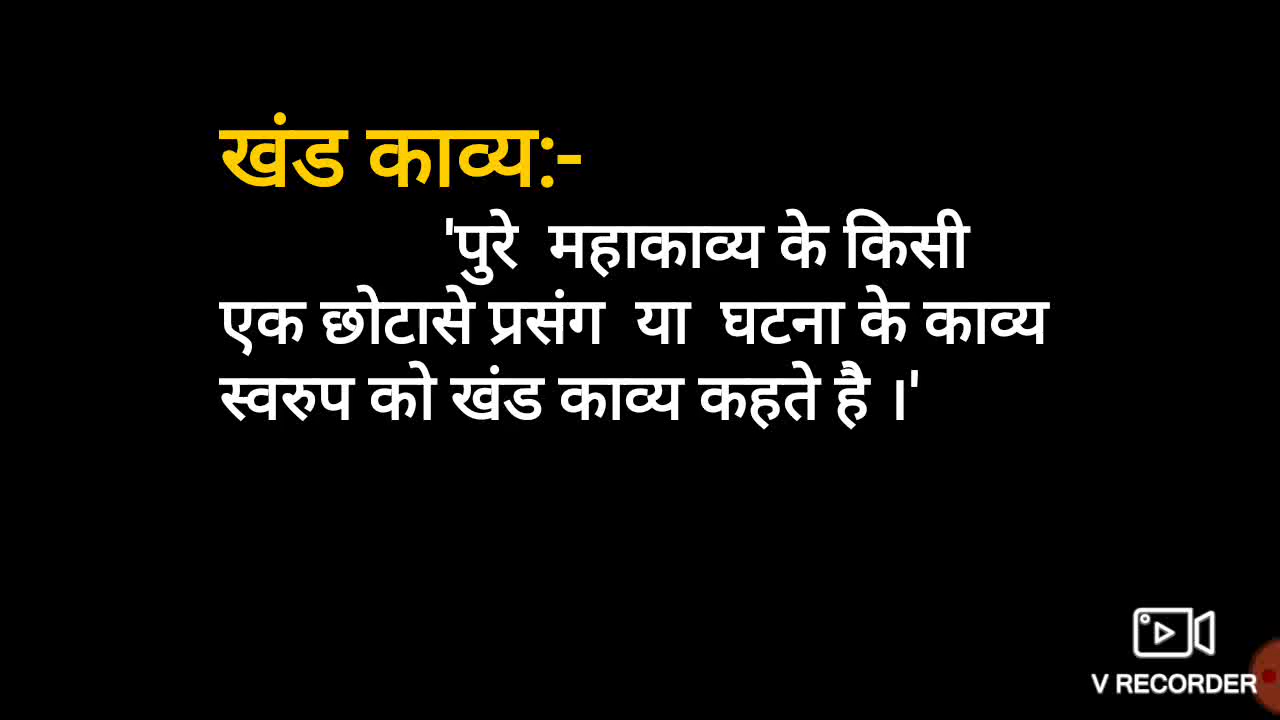 खंड काव्य:-
'पुरे महाकाव्य के किसी
एक छोटासे प्रसंग या घटना के काव्य
स्वरुप को खंड काव्य कहते है ।'
V RECORDER